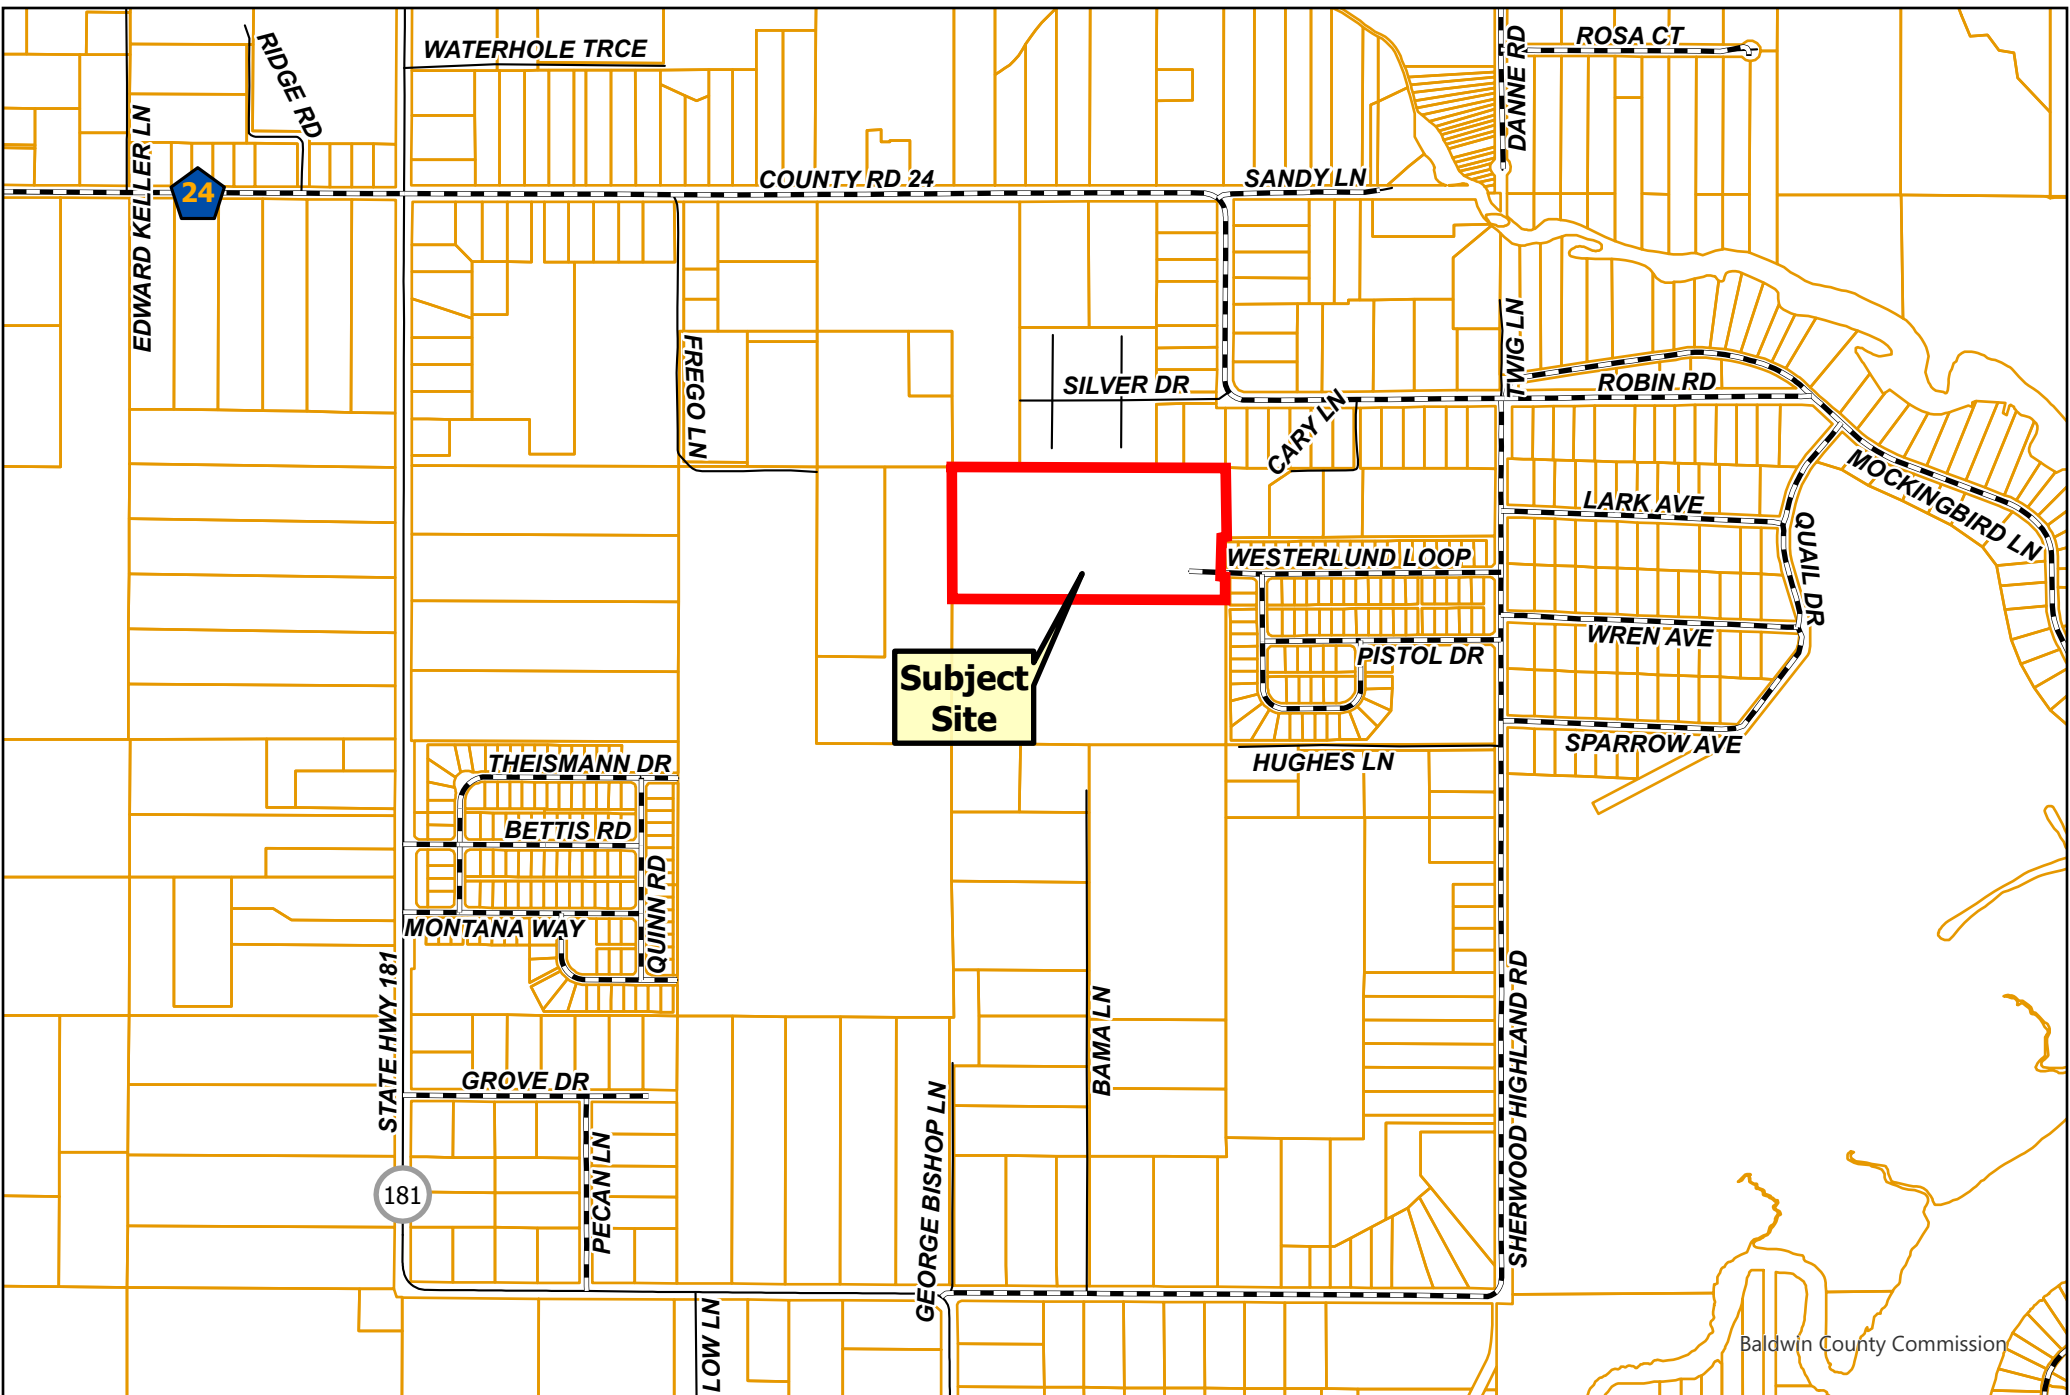 WATERHOLE TRCE
RIDGE RD
ROSA CT
DANNE RD
EDWARD KELLER LN
24
COUNTY RD 24
SANDY LN
FREGO LN
SILVER DR
CARY LN
TWIG LN
ROBIN RD
MOCKINGBIRD LN
LARK AVE
QUAIL DR
WESTERLUND LOOP
WREN AVE
PISTOL DR
Subject
Site
SPARROW AVE
HUGHES LN
THEISMANN DR
BETTIS RD
QUINN RD
MONTANA WAY
STATE HWY 181
BAMA LN
SHERWOOD HIGHLAND RD
GROVE DR
GEORGE BISHOP LN
PECAN LN
181
LOW LN
Baldwin County Commission